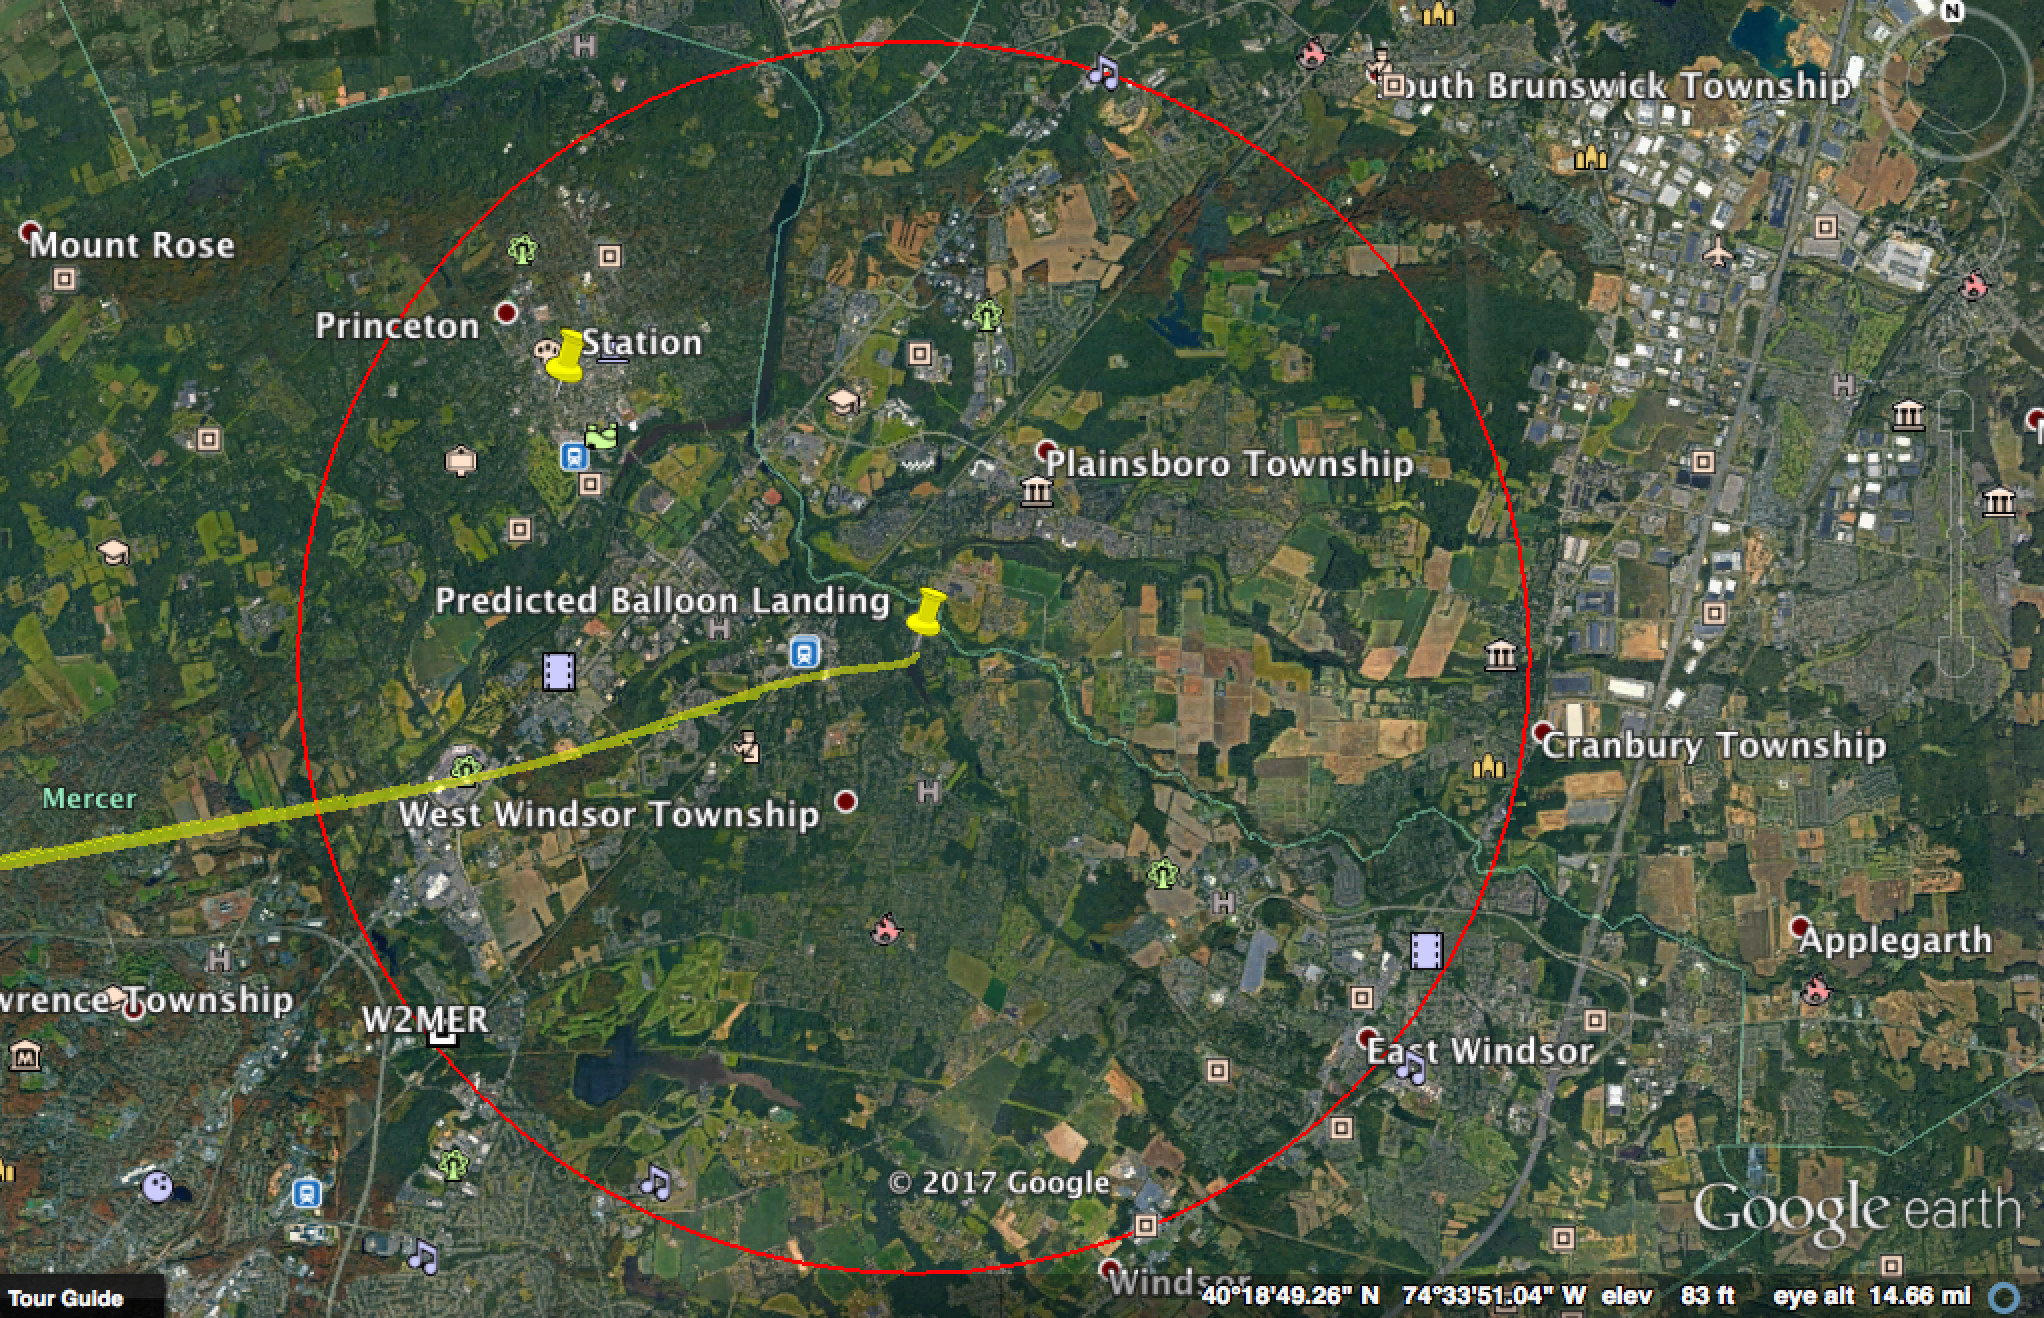 N
South Brunswick Township
Mount Rose
Princeton
Station
Plainsboro Township
Predicted Balloon Landing
Cranbury Township
Mercer
West Windsor Township
Applegarth
wrence Township
W2MER
East Windsor
© 2017 Google
Google earth
Windsor
Tour Guide
40°18'49.26" N 74°33'51.04" W elev 83 ft eye alt 14.66 mi